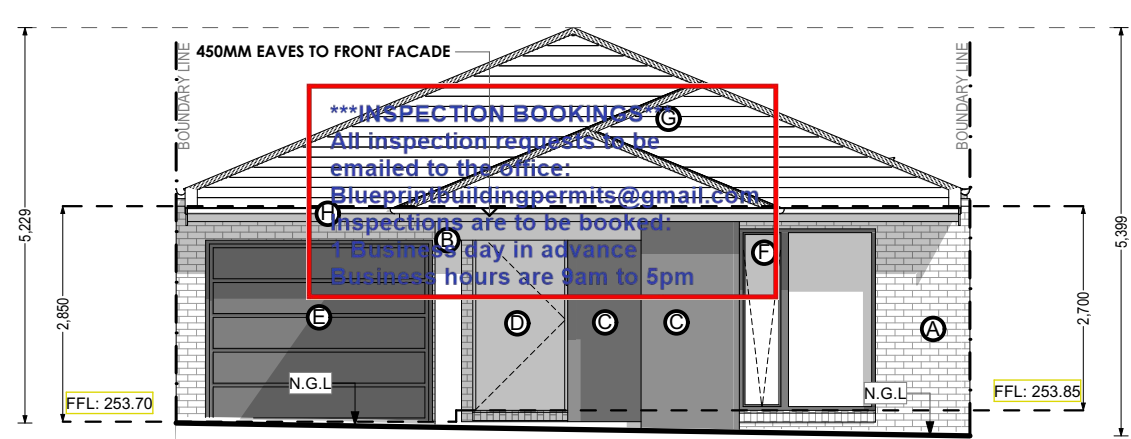 450MM EAVES TO FRONT FACADE
BOUNDARY LINE
BOUNDARY LINE
***INSPECTION BOOKINGS***
All inspection requests to be
emailed to the office:
Blueprintbuildingpermits@gmail.com
Inspections are to be booked:
1 Business day in advance
Business hours are 9am to 5pm
G
H
B
F
E
D
C
C
A
5,229
2,850
2,700
5,399
N.G.L
N.G.L
FFL: 253.70
FFL: 253.85